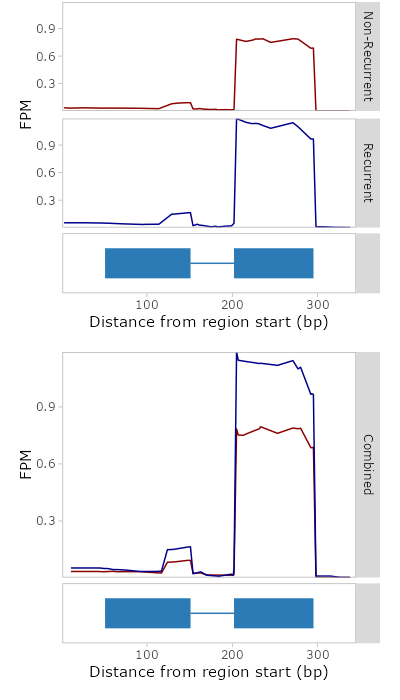 0.9
0.6
0.3
Non-Recurrent
FPM
0.9
0.6
0.3
Recurrent
100 200 300
Distance from region start (bp)
0.9
0.6
0.3
FPM
Combined
100 200 300
Distance from region start (bp)